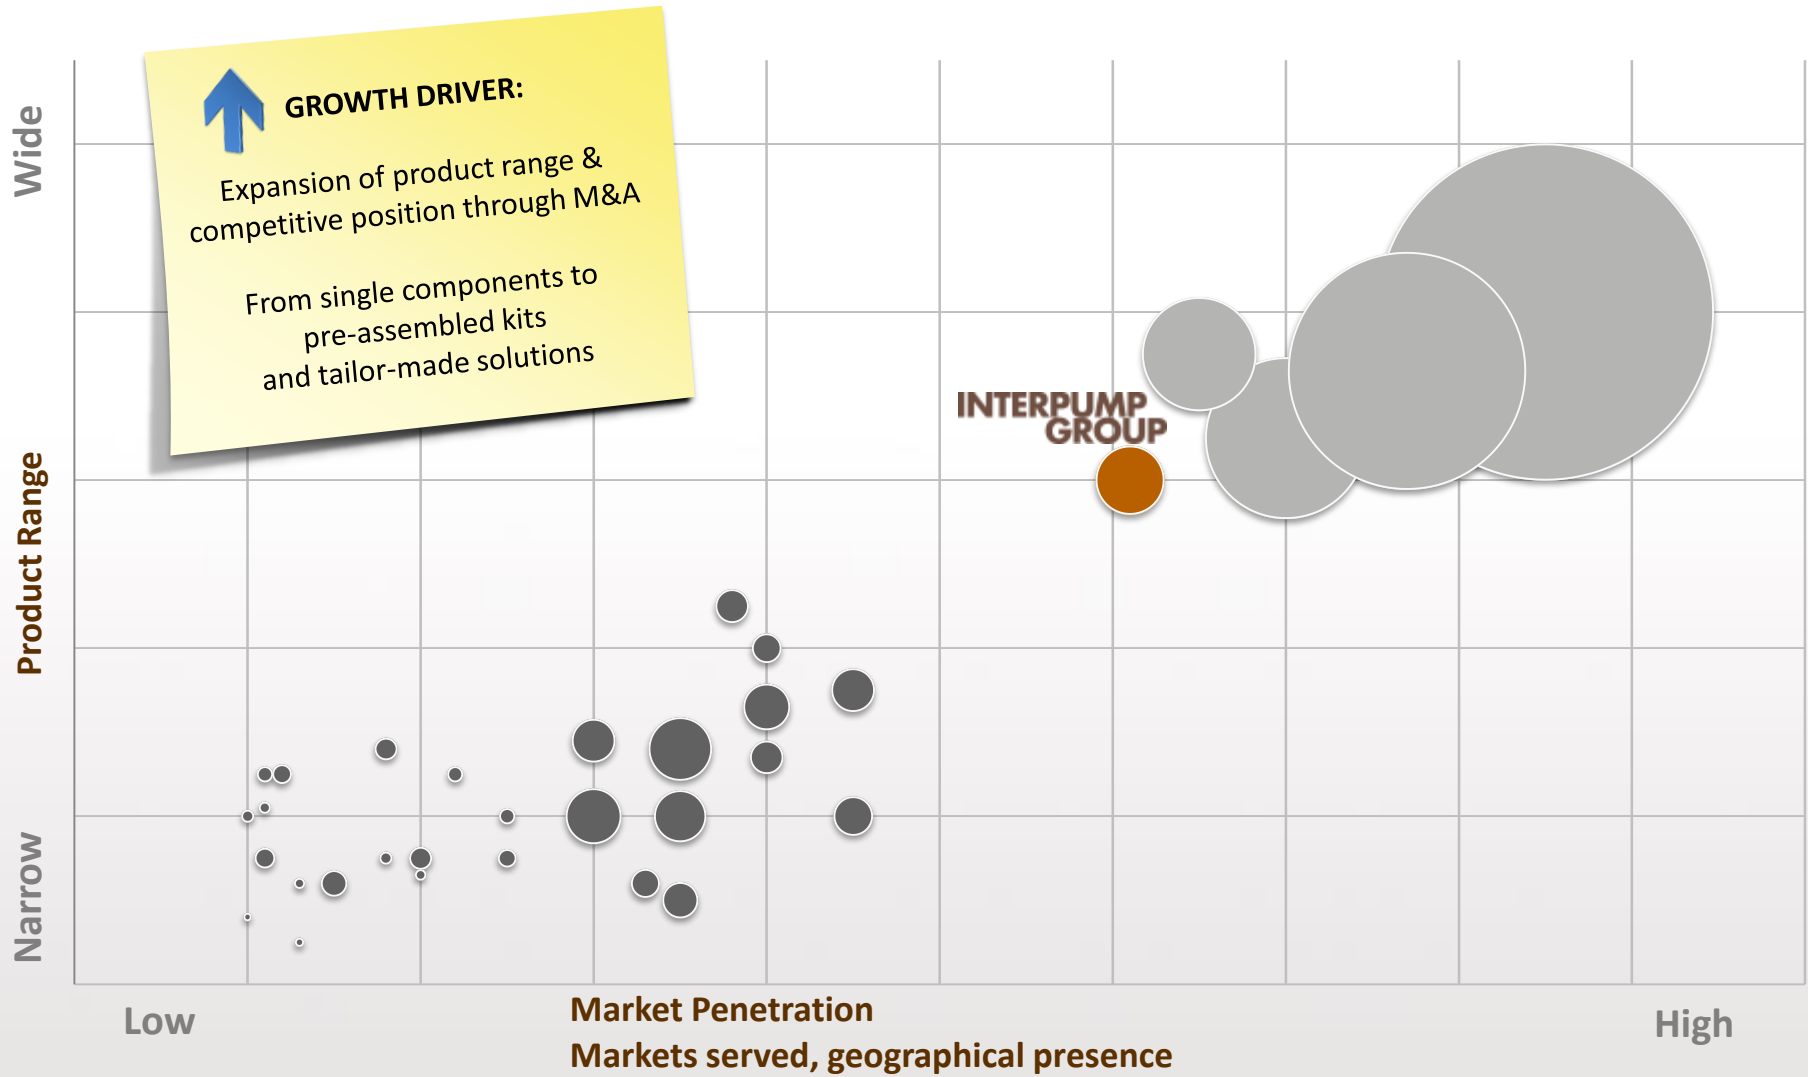 GROWTH DRIVER:
Expansion of product range &
competitive position through M&A
From single components to
pre-assembled kits
and tailor-made solutions
Wide
Product Range
Narrow
INTERPUMP
GROUP
Low
Market Penetration
Markets served, geographical presence
High